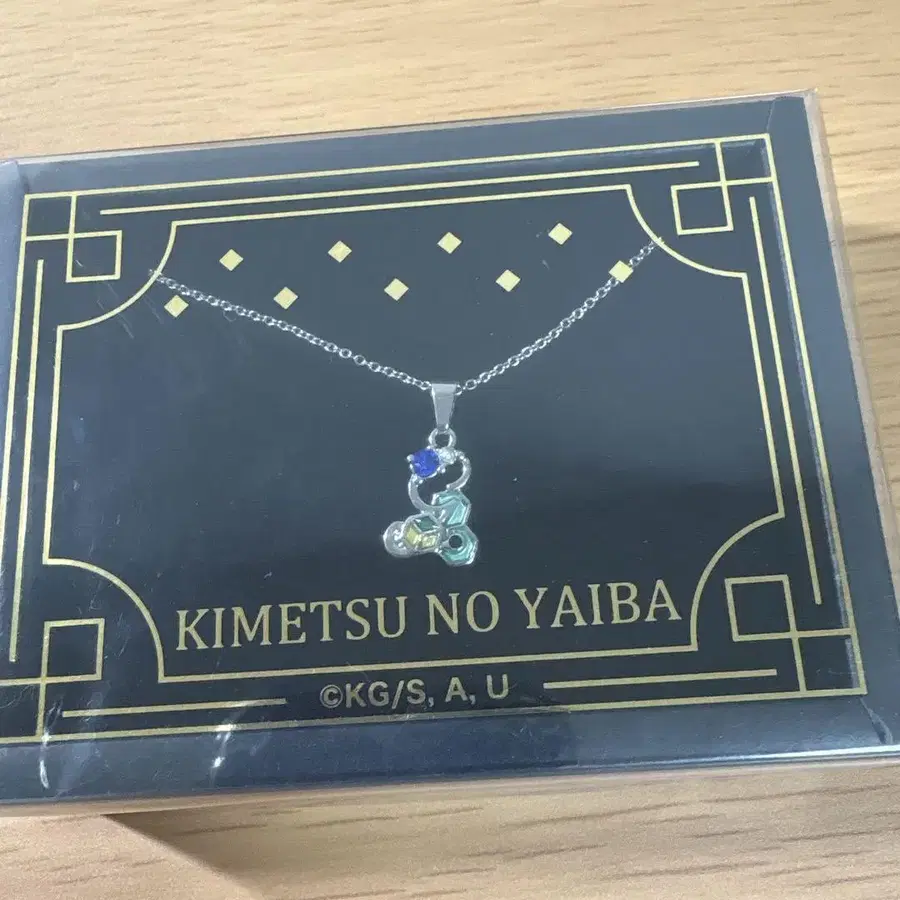 KIMETSU NO YAIBA
©KG/S, A, U